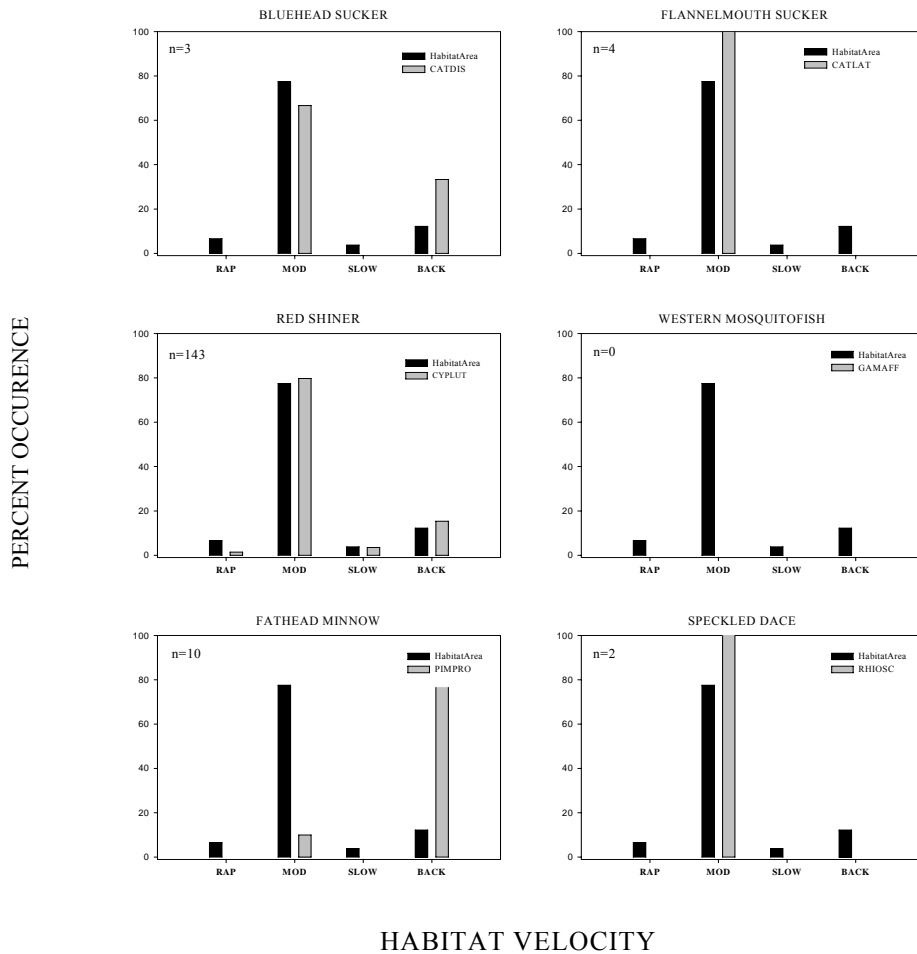 BLUEHEAD SUCKER
n=3
HabitatArea
CATDIS
100
80
60
40
20
0
RAP MOD SLOW BACK
FLANNELMOUTH SUCKER
n=4
HabitatArea
CATLAT
100
80
60
40
20
0
RAP MOD SLOW BACK
PERCENT OCCURENCE
RED SHINER
n=143
HabitatArea
CYPLUT
100
80
60
40
20
0
RAP MOD SLOW BACK
WESTERN MOSQUITOFISH
n=0
HabitatArea
GAMAFF
100
80
60
40
20
0
RAP MOD SLOW BACK
FATHEAD MINNOW
n=10
HabitatArea
PIMPRO
100
80
60
40
20
0
RAP MOD SLOW BACK
SPECKLED DACE
n=2
HabitatArea
RHIOSC
100
80
60
40
20
0
RAP MOD SLOW BACK
HABITAT VELOCITY